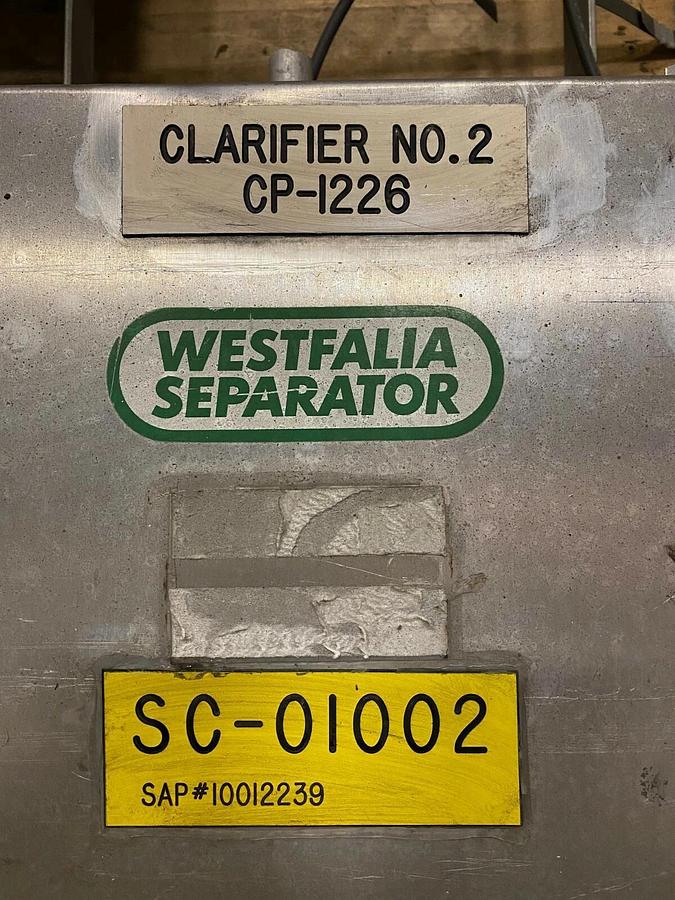 CLARIFIER NO.2
CP-1226
WESTFALIA
SEPARATOR
SC-01002
SAP#10012239